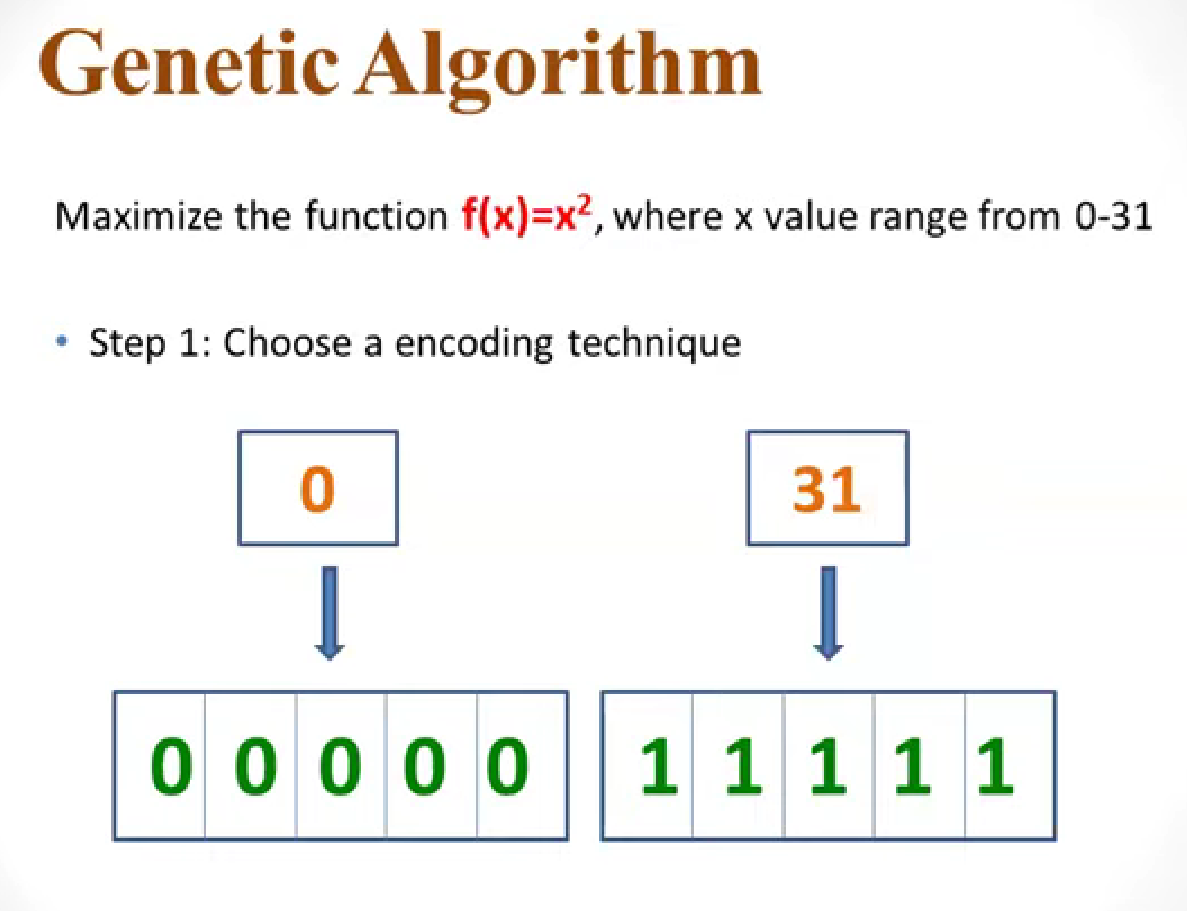 Genetic Algorithm
Maximize the function f(x)=x², where x value range from 0-31
• Step 1: Choose a encoding technique
0 31
0 0 0 0 0 1 1 1 1 1